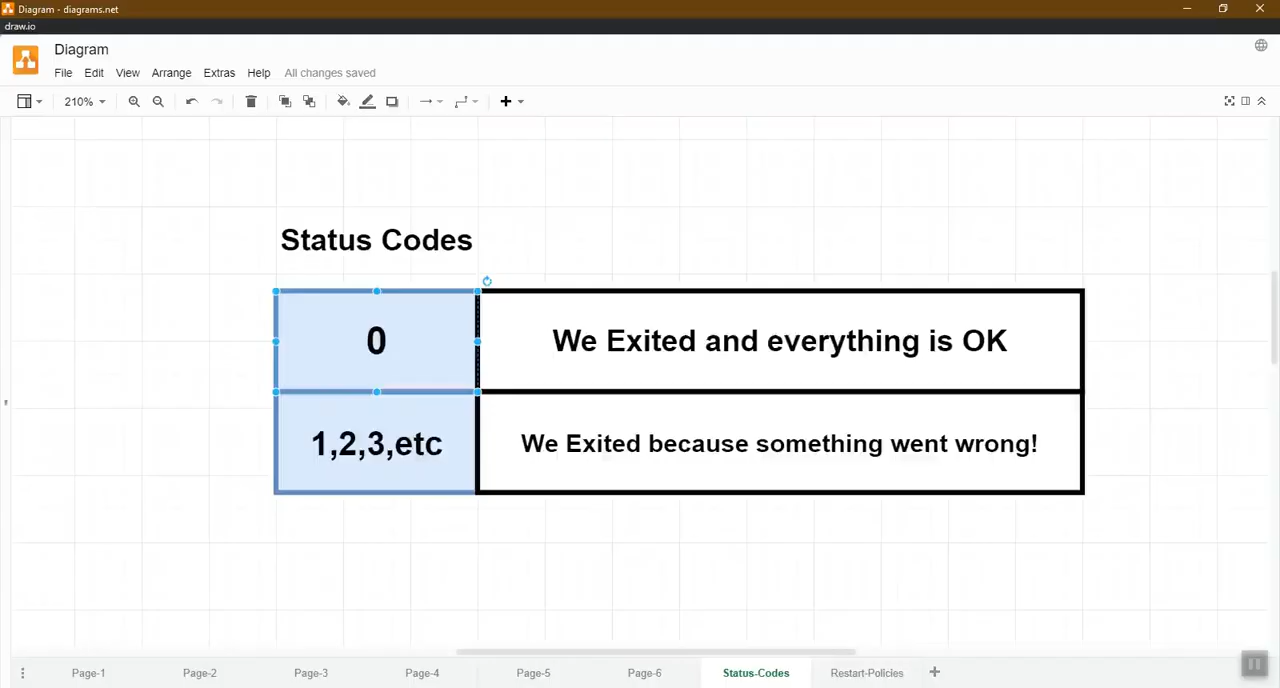 Diagram - diagrams.net
draw.io
Diagram
File Edit View Arrange Extras Help All changes saved
210%
Status Codes
0 We Exited and everything is OK
1,2,3,etc We Exited because something went wrong!
Page-1 Page-2 Page-3 Page-4 Page-5 Page-6 Status-Codes Restart-Policies